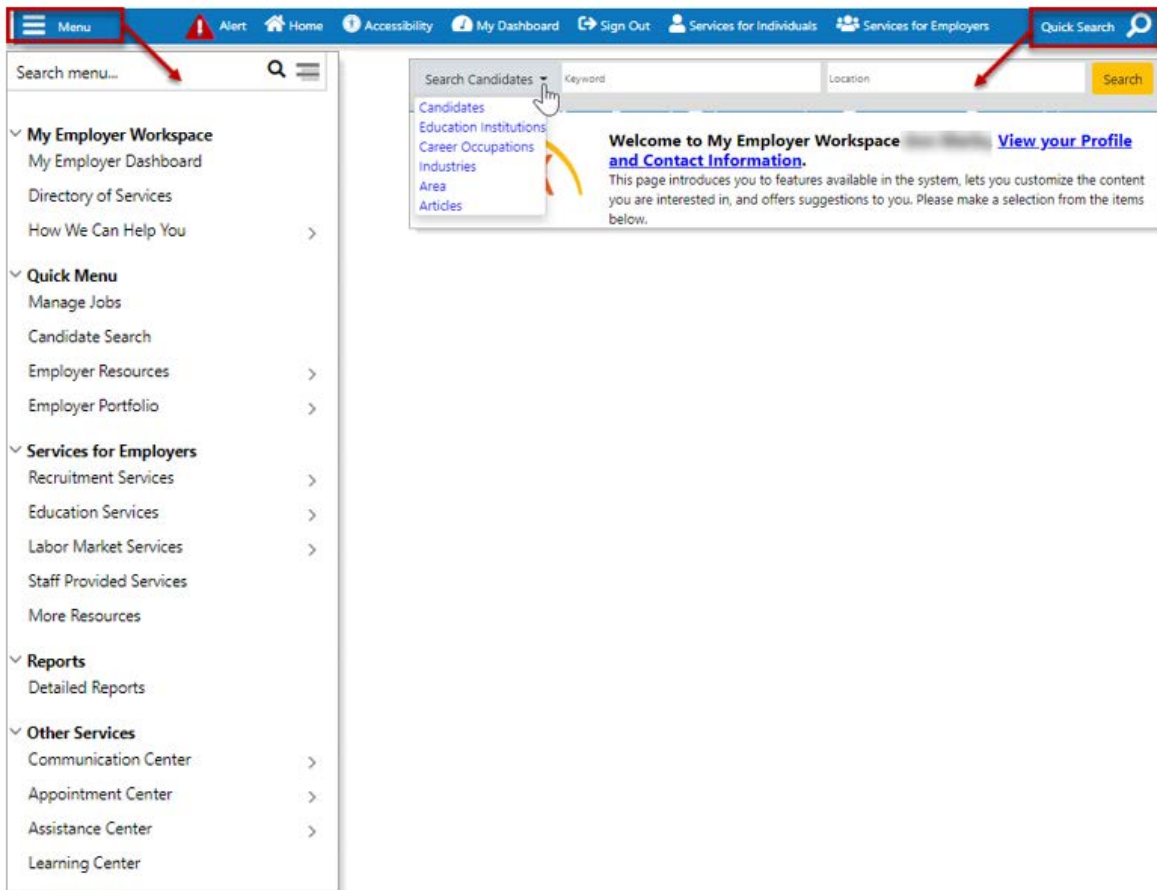 Menu
Alert
Home
Accessibility
My Dashboard
Sign Out
Services for Individuals
Services for Employers
Quick Search
Search menu...
My Employer Workspace
My Employer Dashboard
Directory of Services
How We Can Help You
Quick Menu
Manage Jobs
Candidate Search
Employer Resources
Employer Portfolio
Services for Employers
Recruitment Services
Education Services
Labor Market Services
Staff Provided Services
More Resources
Reports
Detailed Reports
Other Services
Communication Center
Appointment Center
Assistance Center
Learning Center
Search Candidates
Keyword
Location
Search
Candidates
Education Institutions
Career Occupations
Industries
Area
Articles
Welcome to My Employer Workspace View your Profile
and Contact Information.
This page introduces you to features available in the system, lets you customize the content
you are interested in, and offers suggestions to you. Please make a selection from the items
below.